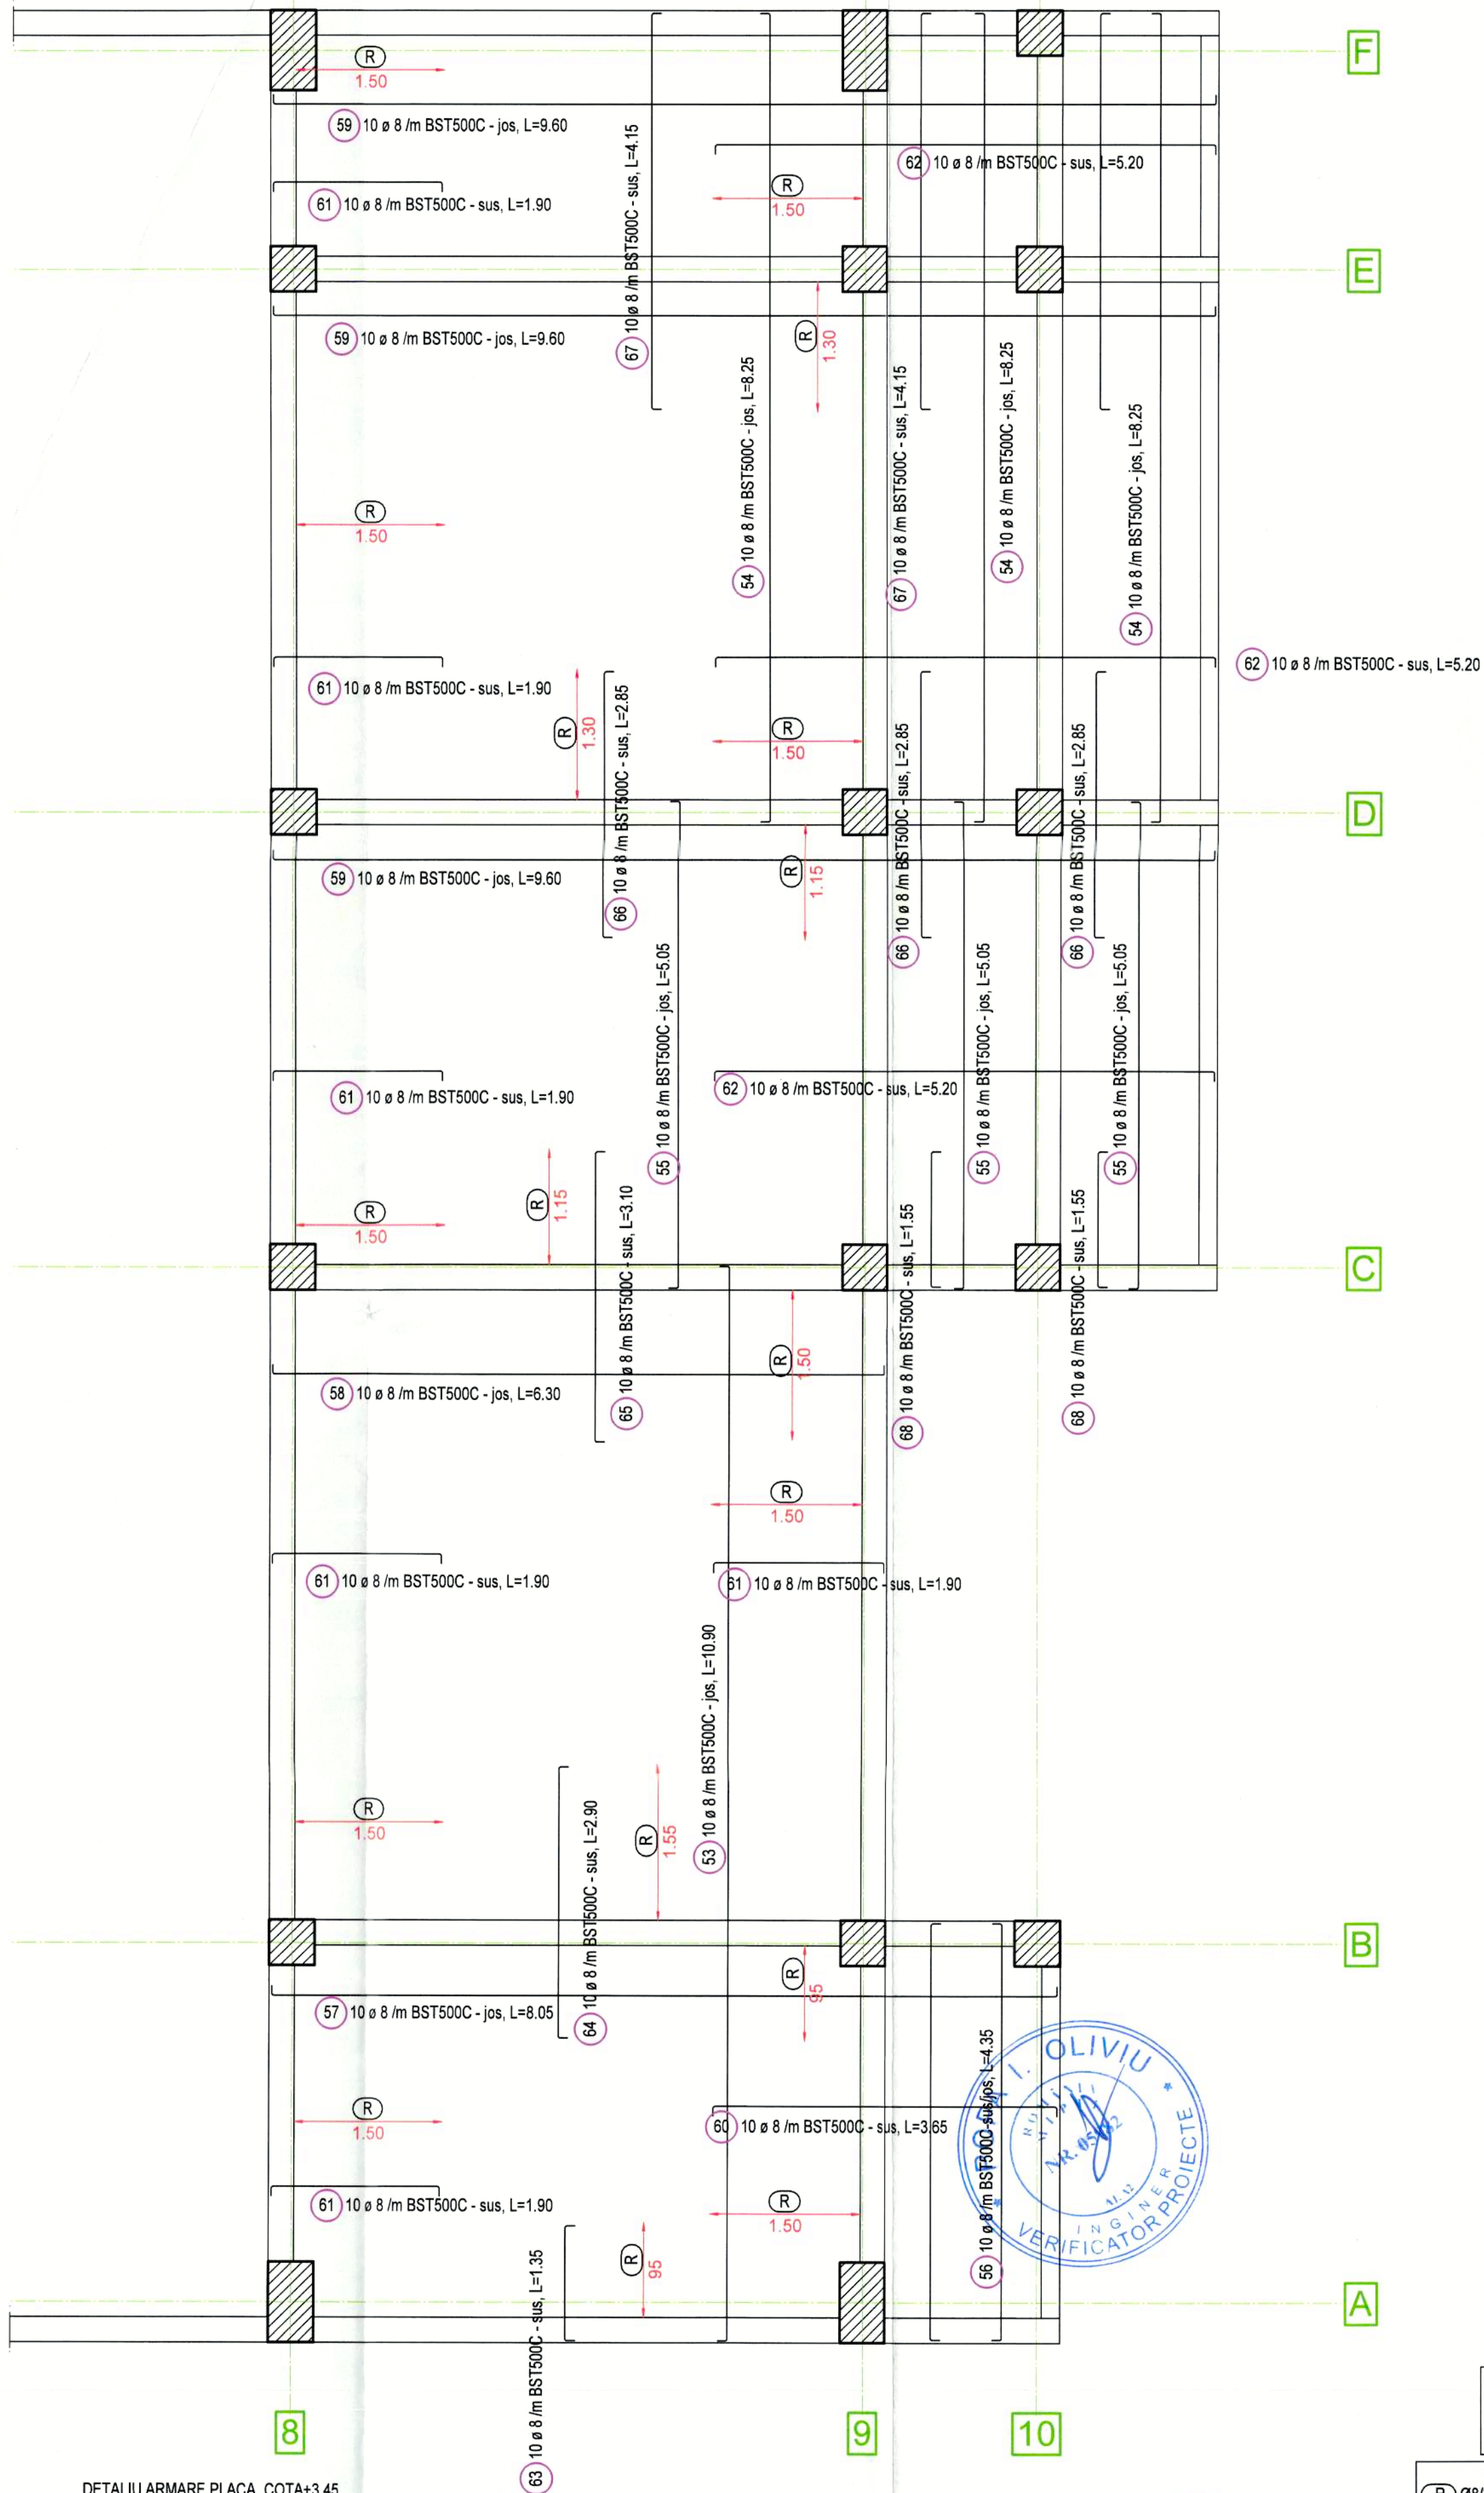 F
R
1.50
59 10 ø 8 /m BST500C - jos, L=9.60
67 10 ø 8 /m BST500C - sus, L=4.15
62 10 ø 8 /m BST500C - sus, L=5.20
R
1.50
61 10 ø 8 /m BST500C - sus, L=1.90
E
59 10 ø 8 /m BST500C - jos, L=9.60
R
1.30
54 10 ø 8 /m BST500C - jos, L=8.25
67 10 ø 8 /m BST500C - sus, L=4.15
54 10 ø 8 /m BST500C - jos, L=8.25
54 10 ø 8 /m BST500C - jos, L=8.25
R
1.50
62 10 ø 8 /m BST500C - sus, L=5.20
61 10 ø 8 /m BST500C - sus, L=1.90
R
1.30
66 10 ø 8 /m BST500C - sus, L=2.85
R
1.50
66 10 ø 8 /m BST500C - sus, L=2.85
66 10 ø 8 /m BST500C - sus, L=2.85
D
59 10 ø 8 /m BST500C - jos, L=9.60
R
1.15
55 10 ø 8 /m BST500C - jos, L=5.05
55 10 ø 8 /m BST500C - jos, L=5.05
55 10 ø 8 /m BST500C - jos, L=5.05
61 10 ø 8 /m BST500C - sus, L=1.90
62 10 ø 8 /m BST500C - sus, L=5.20
R
1.50
R
1.15
65 10 ø 8 /m BST500C - sus, L=3.10
68 10 ø 8 /m BST500C - sus, L=1.55
68 10 ø 8 /m BST500C - sus, L=1.55
C
58 10 ø 8 /m BST500C - jos, L=6.30
R
1.50
R
1.50
61 10 ø 8 /m BST500C - sus, L=1.90
61 10 ø 8 /m BST500C - sus, L=1.90
53 10 ø 8 /m BST500C - jos, L=10.90
R
1.50
64 10 ø 8 /m BST500C - sus, L=2.90
R
1.55
B
57 10 ø 8 /m BST500C - jos, L=8.05
R
95
R
1.50
60 10 ø 8 /m BST500C - sus, L=3.65
56 10 ø 8 /m BST500C-sus/jos, L=4.35
POPA I. OLIVIU
INGINER
VERIFICATOR PROIECTE
61 10 ø 8 /m BST500C - sus, L=1.90
R
1.50
R
95
63 10 ø 8 /m BST500C - sus, L=1.35
A
8
9
10
DETALIU ARMARE PLACA, COTA+3.45
R